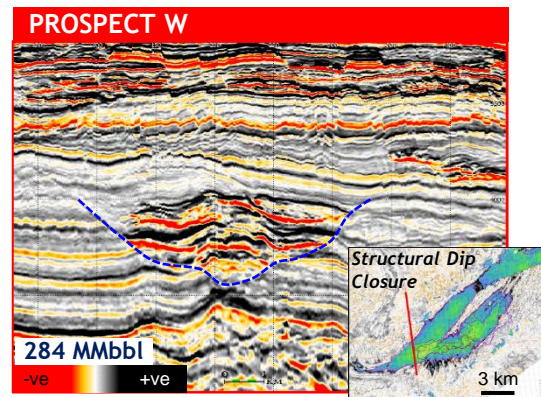 PROSPECT W
Structural Dip
Closure
284 MMbbl
-ve +ve
3 km